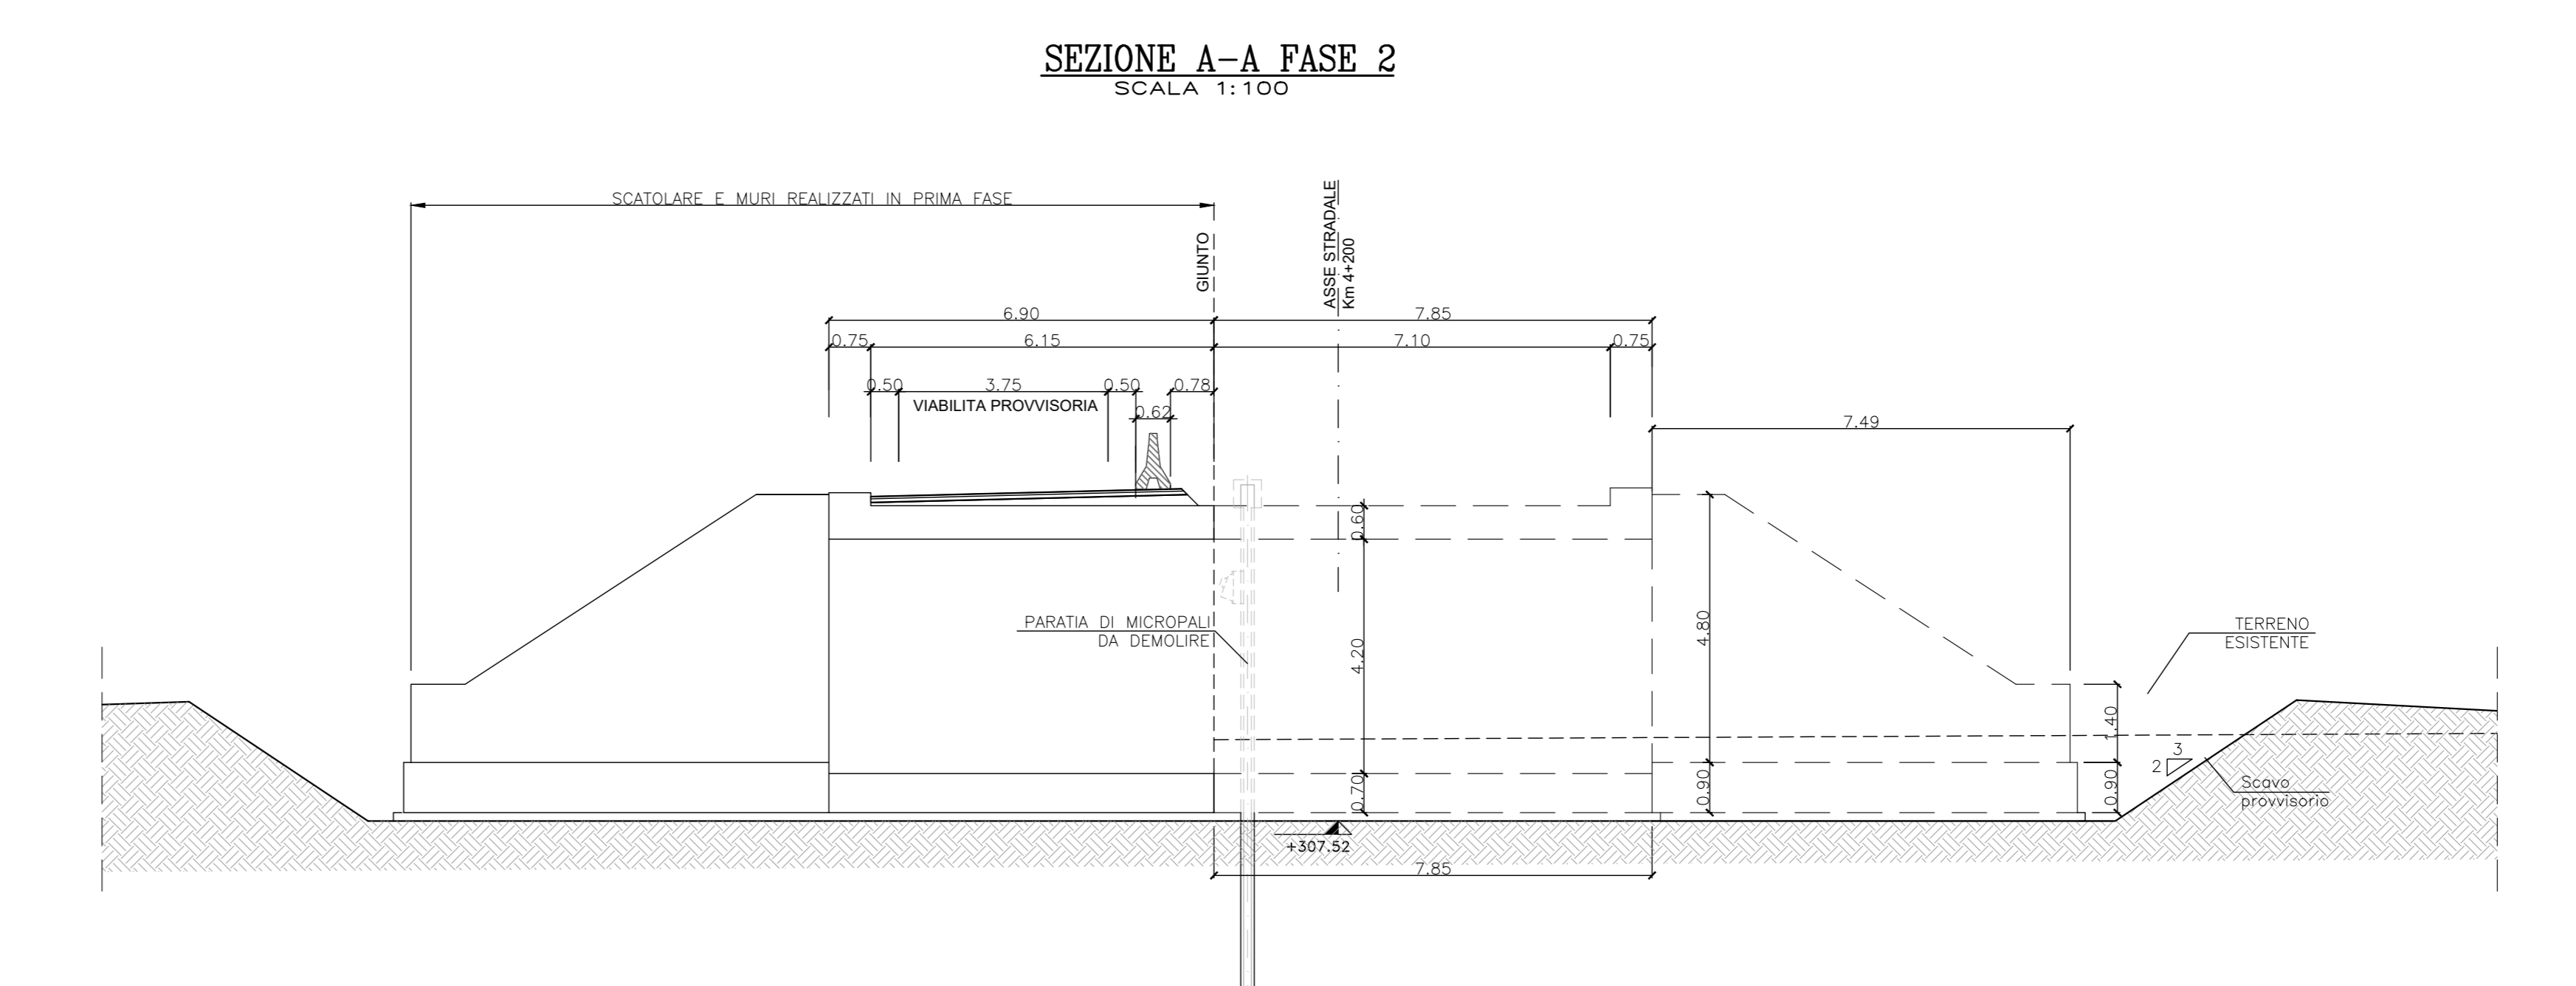 SEZIONE A-A FASE 2
SCALA 1:100
SCATOLARE E MURI REALIZZATI IN PRIMA FASE
GIUNTO
ASSE STRADALE
Km 4+200
6.90
7.85
0.75
6.15
7.10
0.75
0.50
3.75
0.50
0.78
VIABILITA PROVVISORIA
0.62
7.49
0.60
PARATIA DI MICROPALI
DA DEMOLIRE
4.20
4.80
TERRENO
ESISTENTE
1.40
3
2
Scavo
provvisorio
0.70
0.90
0.90
+307.52
7.85